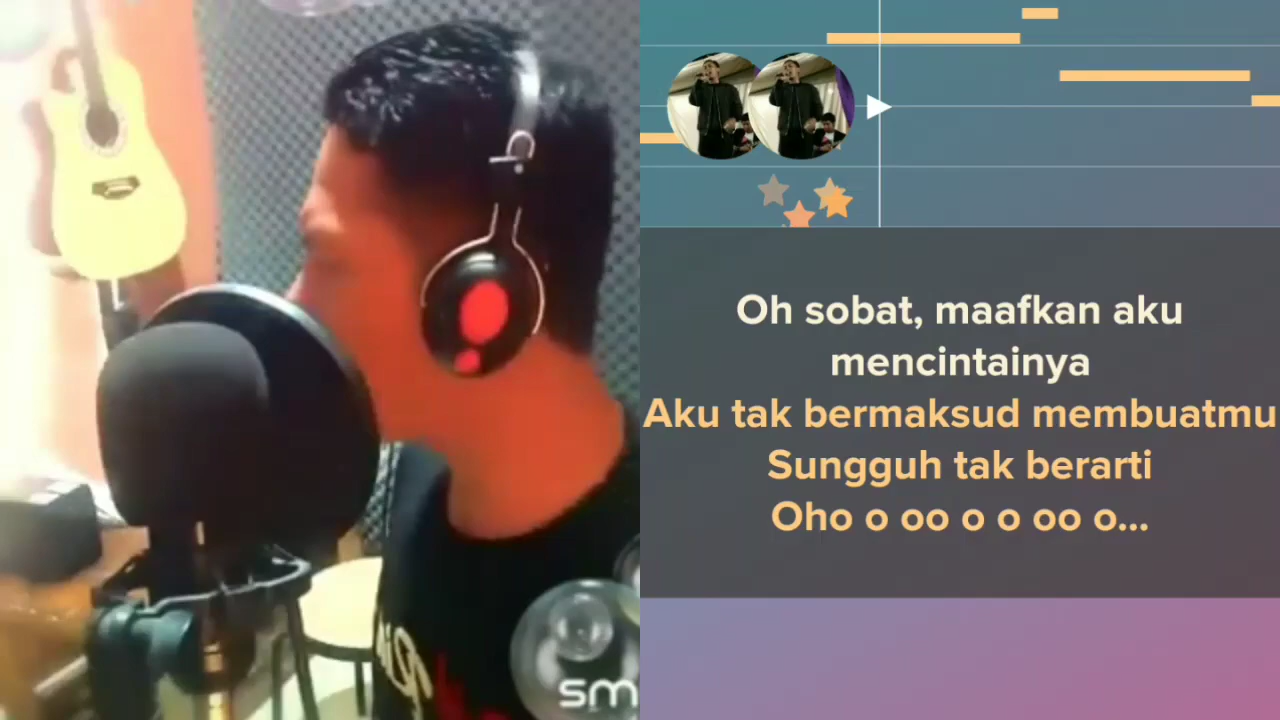 Oh sobat, maafkan aku
mencintainya
Aku tak bermaksud membuatmu
Sungguh tak berarti
Oho o oo o o oo o...
sm